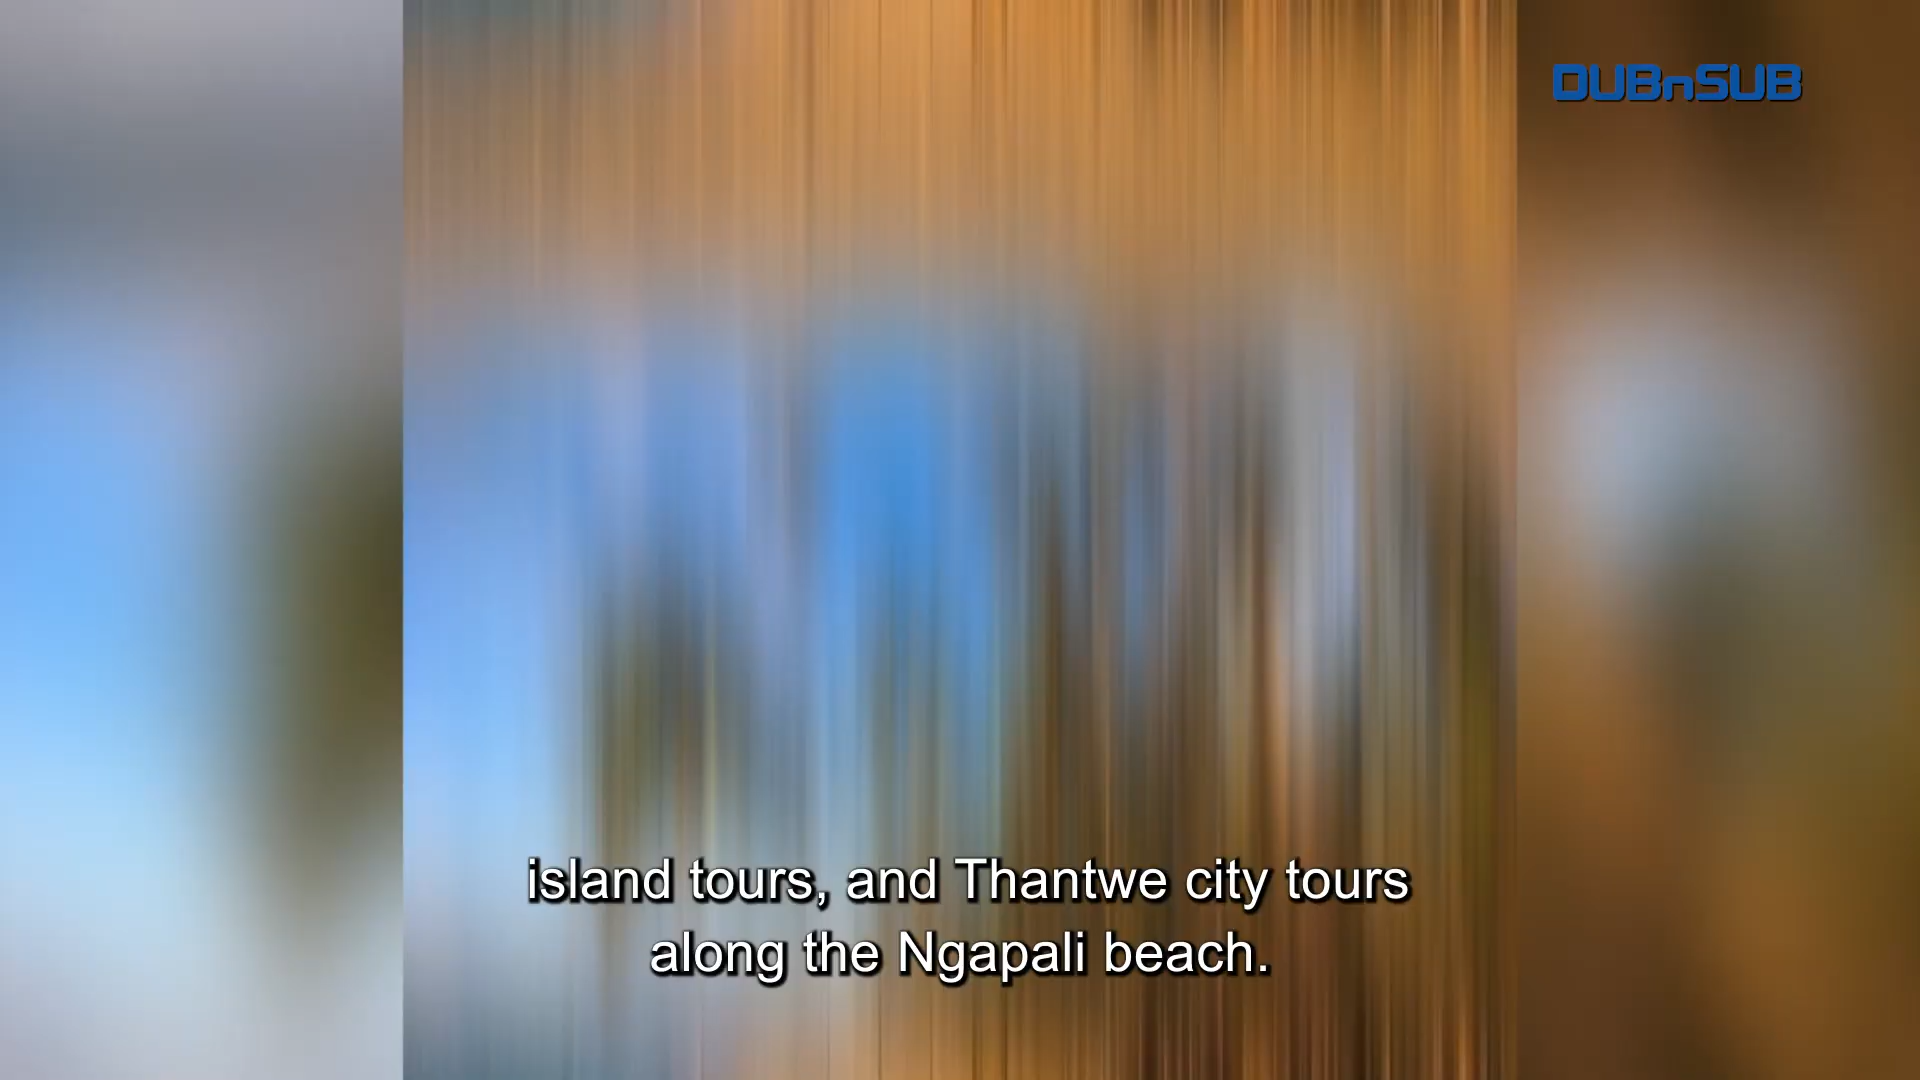 DUBnSUB
island tours, and Thantwe city tours
along the Ngapali beach.